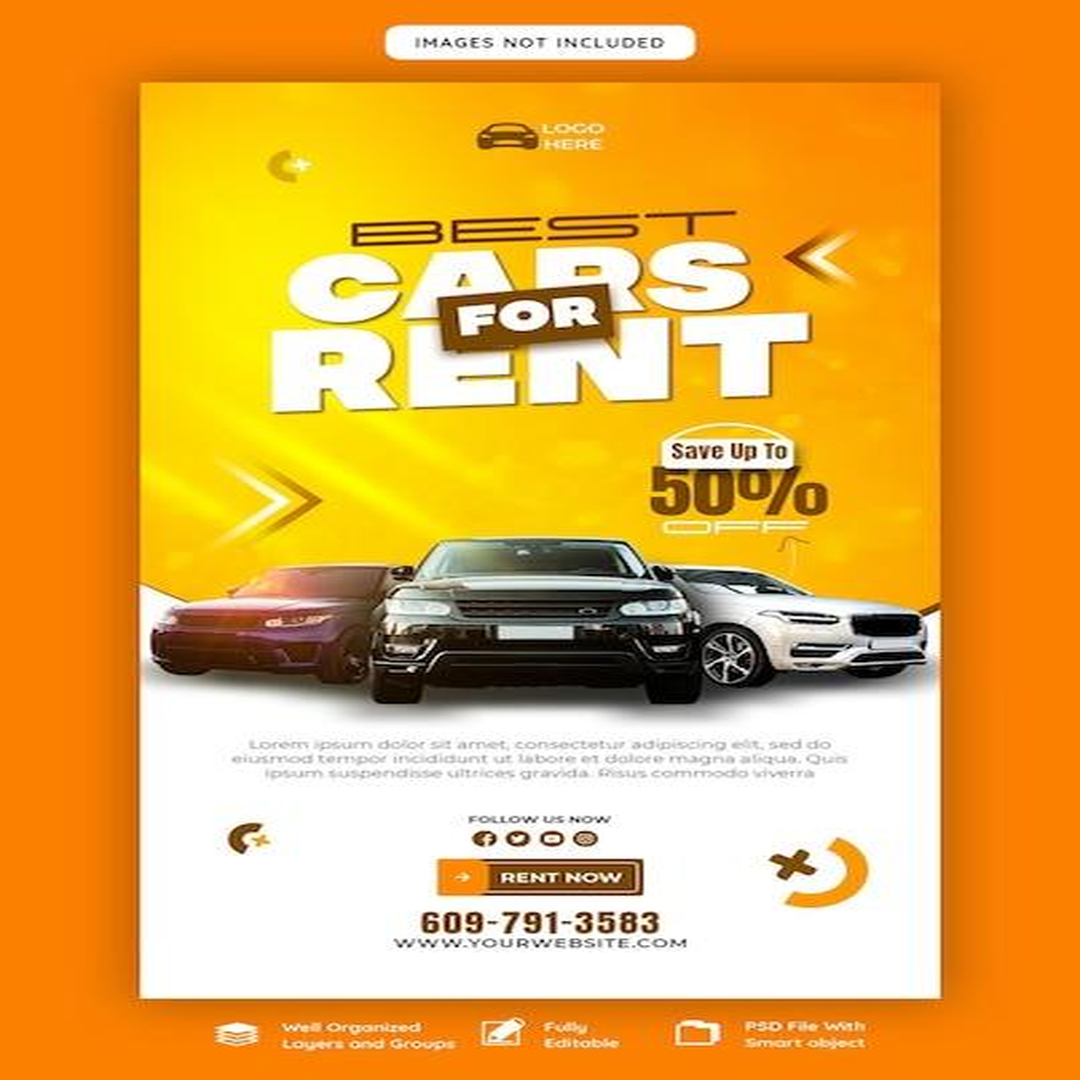 IMAGES NOT INCLUDED
LOGO
HERE
BEST
CARS
FOR
RENT
Save Up To
50%
OFF
Lorem ipsum dolor sit amet, consectetur adipiscing elit, sed do
eiusmod tempor incididunt ut labore et dolore magna aliqua. Quis
ipsum suspendisse ultrices gravida. Risus commodo viverra
FOLLOW US NOW
RENT NOW
609-791-3583
WWW.YOURWEBSITE.COM
Well Organized
Layers and Groups
Fully
Editable
PSD File With
Smart object